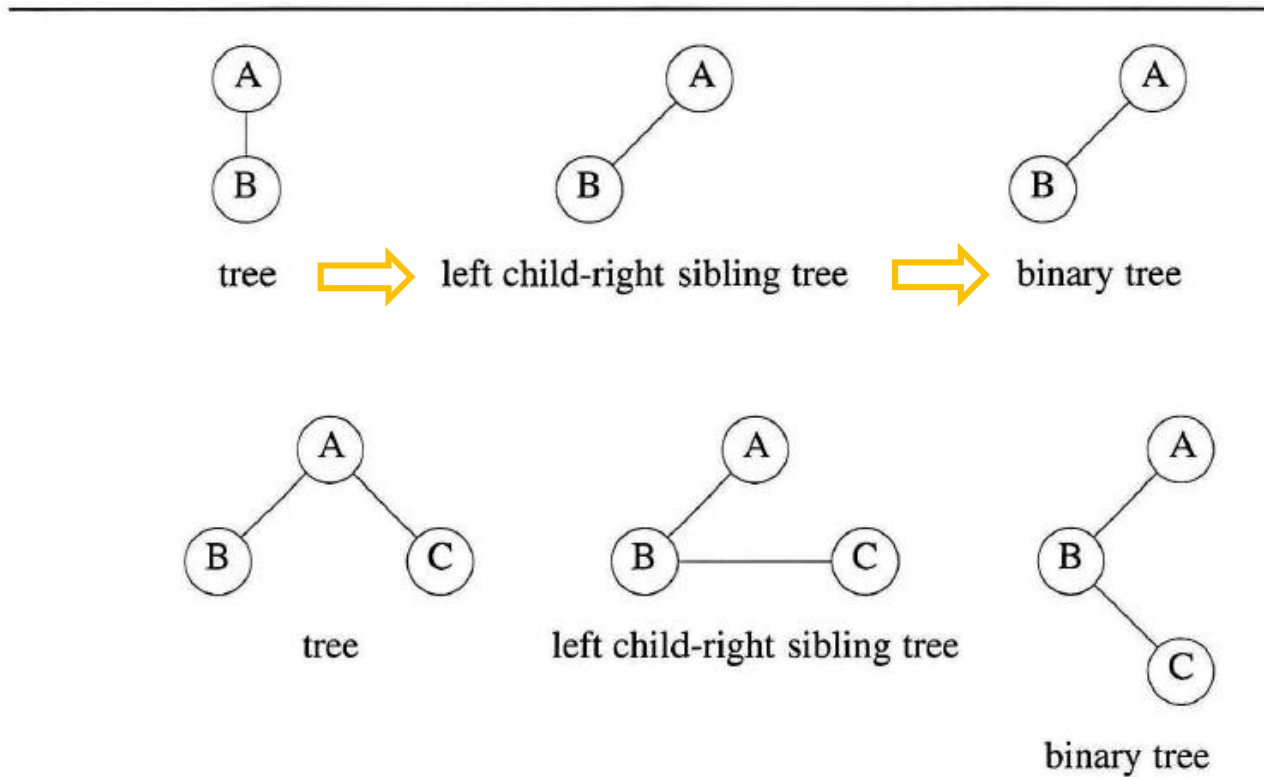 A A A
B B B
tree left child-right sibling tree binary tree
A A A
B C B C B
tree left child-right sibling tree C
binary tree